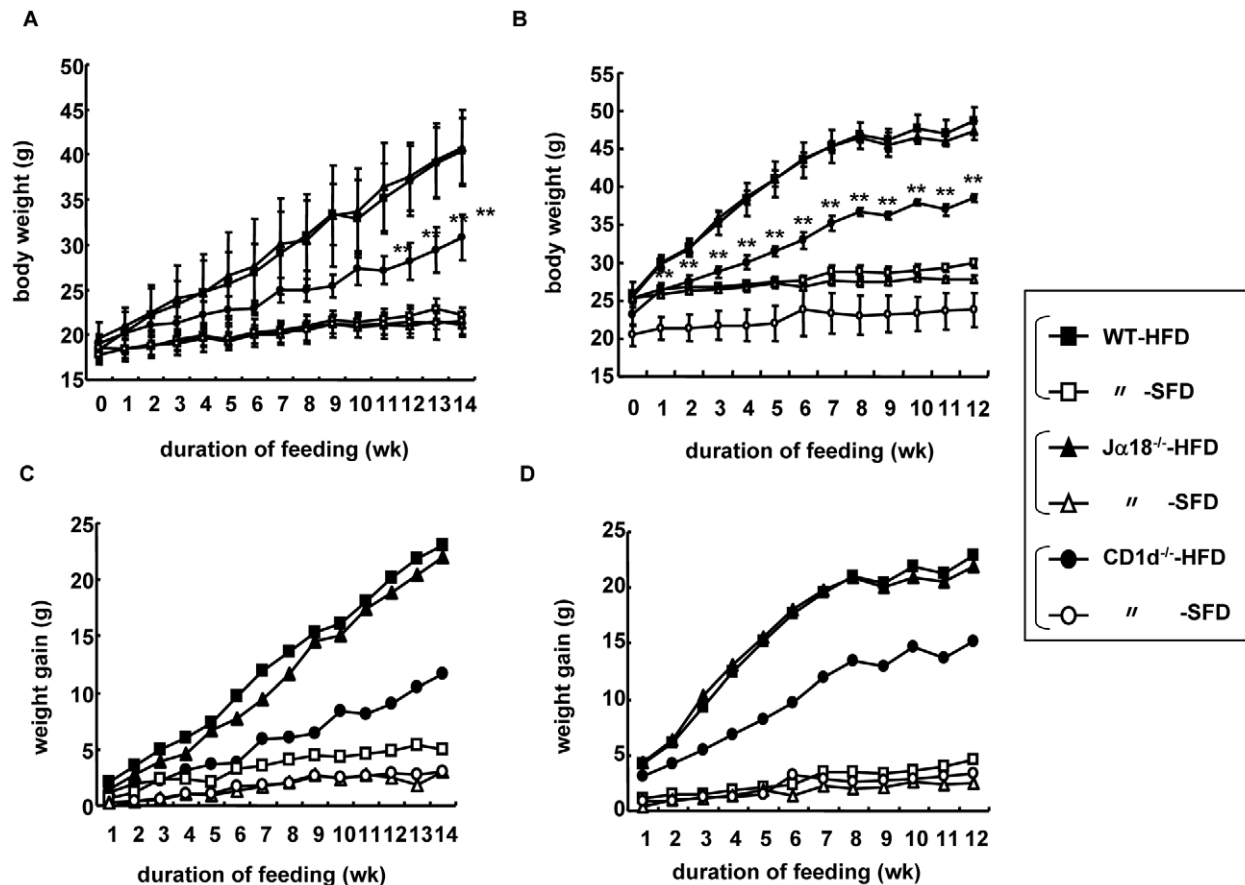 A
B
50
45
40
35
30
25
20
15
body weight (g)
** ** ** **
0 1 2 3 4 5 6 7 8 9 10 11 12 13 14
duration of feeding (wk)
55
50
45
40
35
30
25
20
15
body weight (g)
** ** ** ** ** ** ** ** ** ** ** **
0 1 2 3 4 5 6 7 8 9 10 11 12
duration of feeding (wk)
C
D
25
20
15
10
5
0
weight gain (g)
1 2 3 4 5 6 7 8 9 10 11 12 13 14
duration of feeding (wk)
25
20
15
10
5
0
weight gain (g)
1 2 3 4 5 6 7 8 9 10 11 12
duration of feeding (wk)
WT-HFD
〃 -SFD
Jα18⁻/⁻-HFD
〃 -SFD
CD1d⁻/⁻-HFD
〃 -SFD